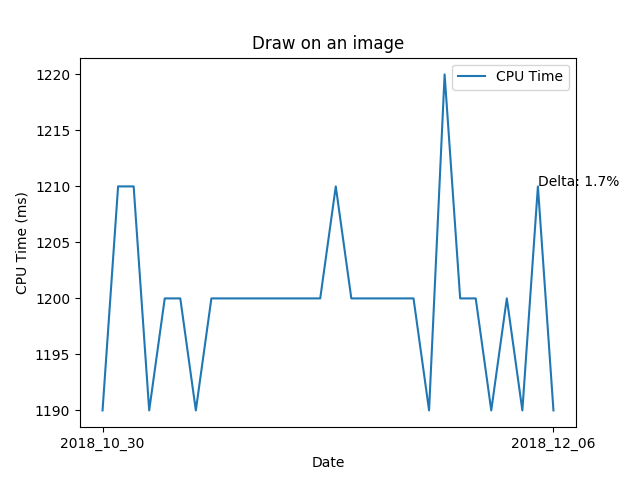 Draw on an image
CPU Time
1220
1215
1210
1205
1200
1195
1190
CPU Time (ms)
Delta: 1.7%
2018_10_30
2018_12_06
Date